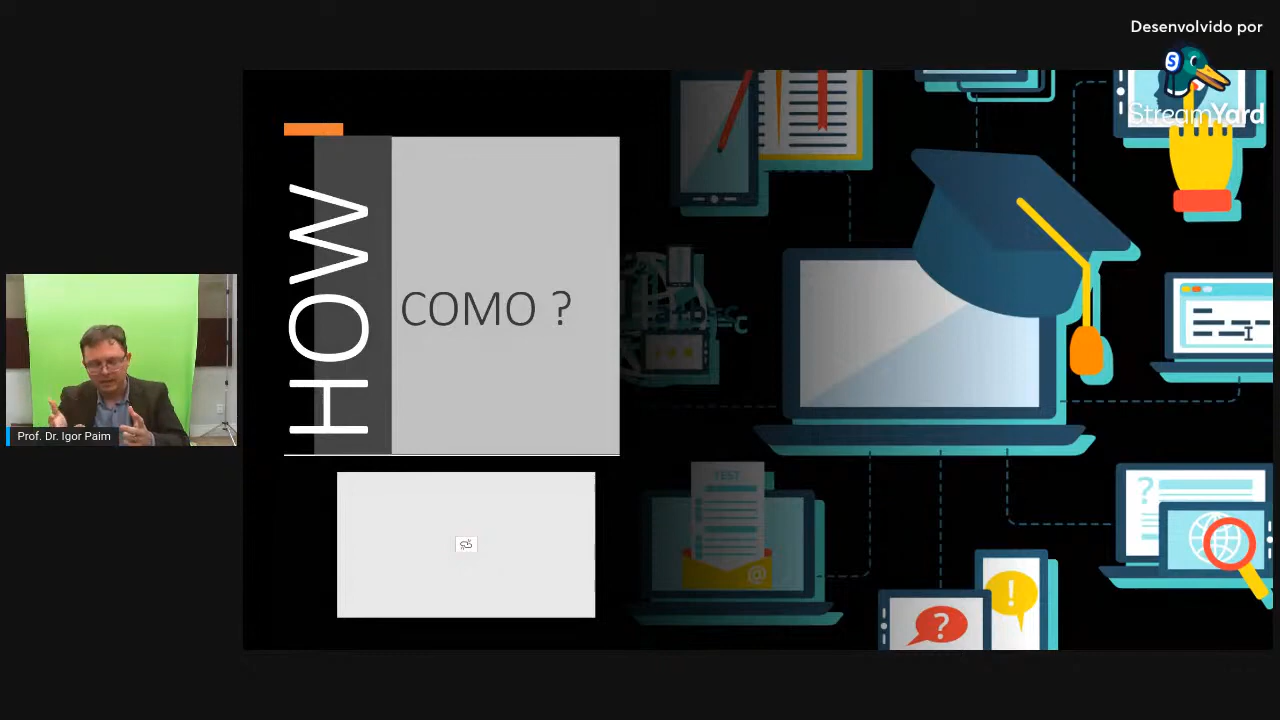 Desenvolvido por
StreamYard
HOW
COMO ?
Prof. Dr. Igor Paim
TEST
@
?
!
?